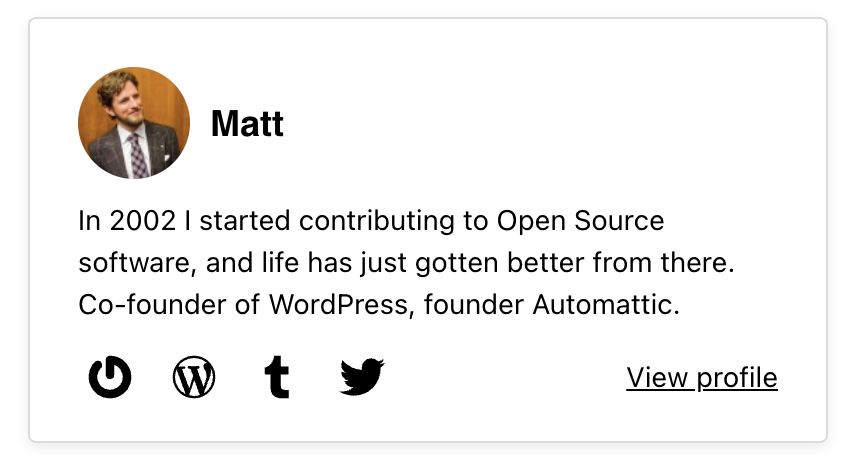 Matt
In 2002 I started contributing to Open Source
software, and life has just gotten better from there.
Co-founder of WordPress, founder Automattic.
View profile